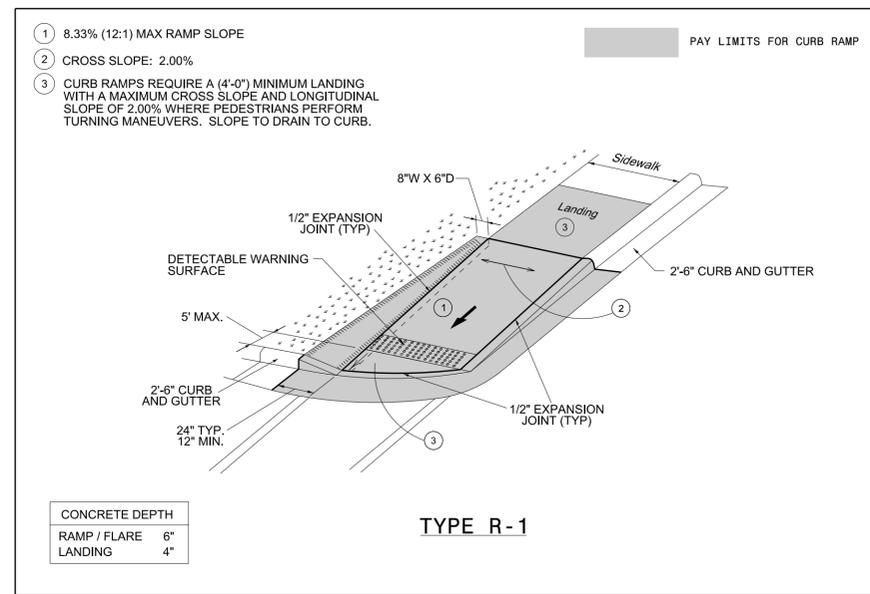 1 8.33% (12:1) MAX RAMP SLOPE
2 CROSS SLOPE: 2.00%
3 CURB RAMPS REQUIRE A (4'-0") MINIMUM LANDING
WITH A MAXIMUM CROSS SLOPE AND LONGITUDINAL
SLOPE OF 2.00% WHERE PEDESTRIANS PERFORM
TURNING MANEUVERS. SLOPE TO DRAIN TO CURB.
PAY LIMITS FOR CURB RAMP
Sidewalk
8"W X 6"D
Landing
3
1/2" EXPANSION
JOINT (TYP)
DETECTABLE WARNING
SURFACE
2'-6" CURB AND GUTTER
1
2
5' MAX.
2'-6" CURB
AND GUTTER
24" TYP.
12" MIN.
1/2" EXPANSION
JOINT (TYP)
3
CONCRETE DEPTH
RAMP / FLARE 6"
LANDING 4"
TYPE R-1